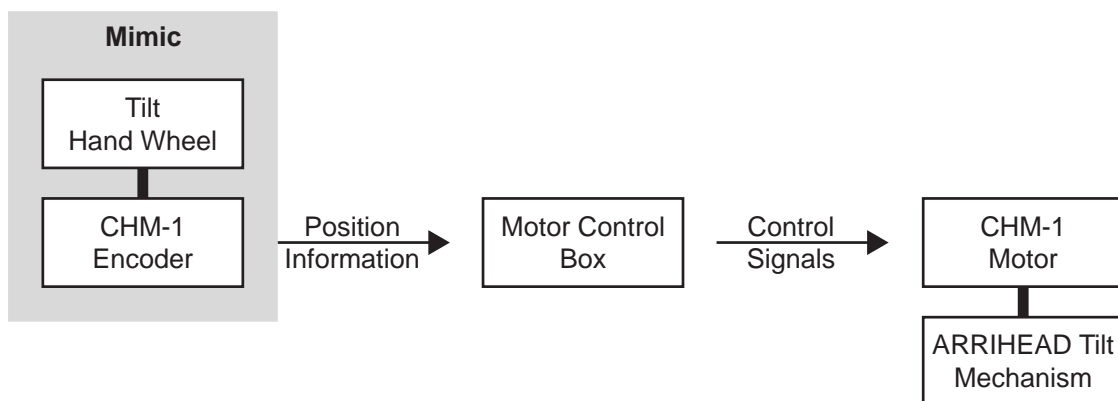 Mimic
Tilt
Hand Wheel
CHM-1
Encoder
Position
Information
Motor Control
Box
Control
Signals
CHM-1
Motor
ARRIHEAD Tilt
Mechanism